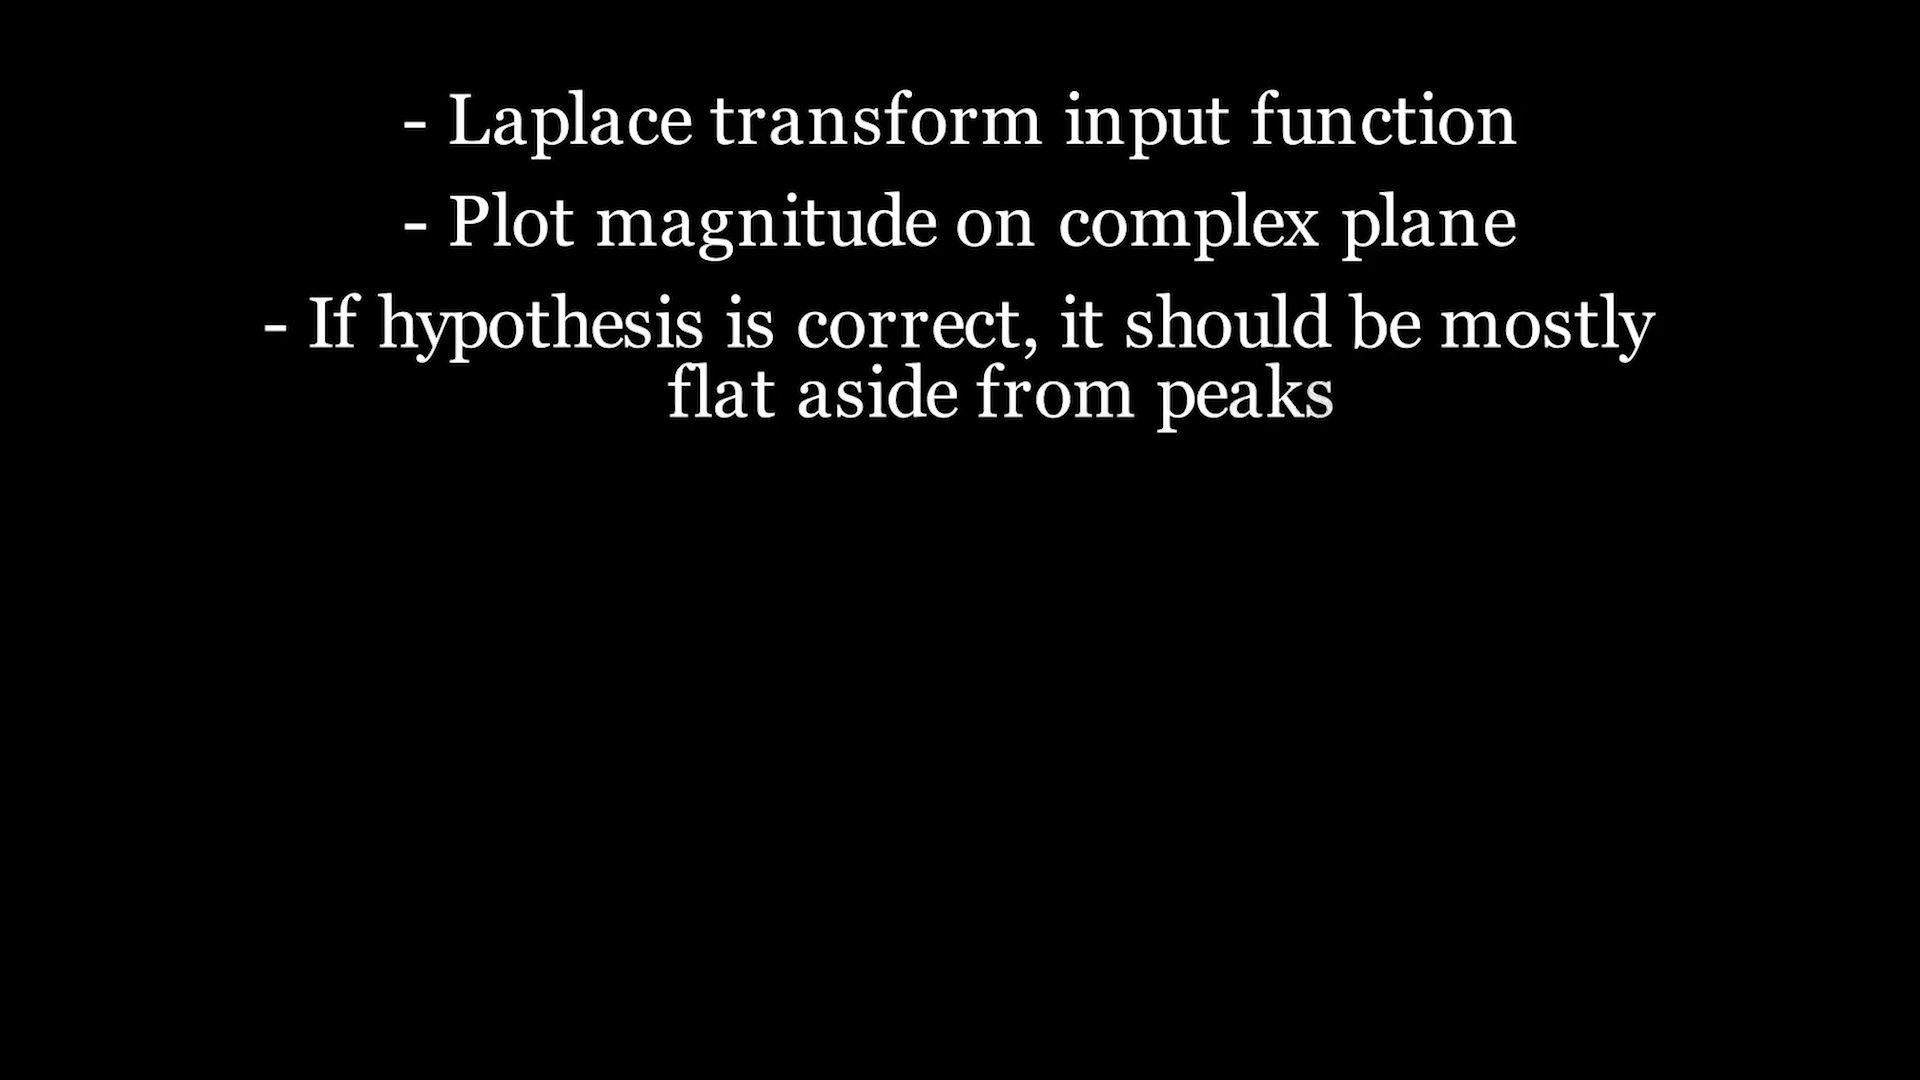 - Laplace transform input function
- Plot magnitude on complex plane
- If hypothesis is correct, it should be mostly
flat aside from peaks